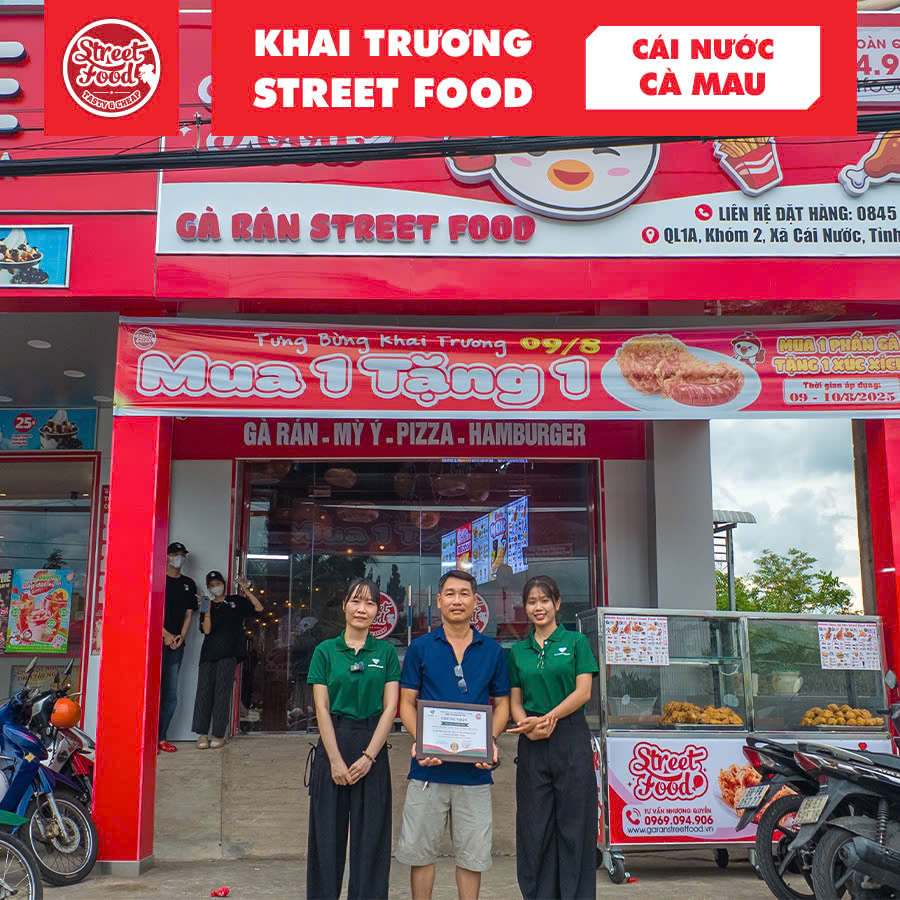 Street Food
TASTY & CHEAP
KHAI TRƯƠNG
STREET FOOD
CÁI NƯỚC
CÀ MAU
GÀ RÁN STREET FOOD
LIÊN HỆ ĐẶT HÀNG: 0845
QL1A, Khóm 2, Xã Cái Nước, Tỉnh
Tưng Bừng Khai Trương 09/8
Mua 1 Tặng 1
MUA 1 PHẦN GÀ
TẶNG 1 XÚC XÍCH
Thời gian áp dụng:
09 - 10/8/2025
GÀ RÁN - MỲ Ý - PIZZA - HAMBURGER
25K
Street Food
TƯ VẤN NHƯỢNG QUYỀN
0969.094.906
www.garanstreetfood.vn